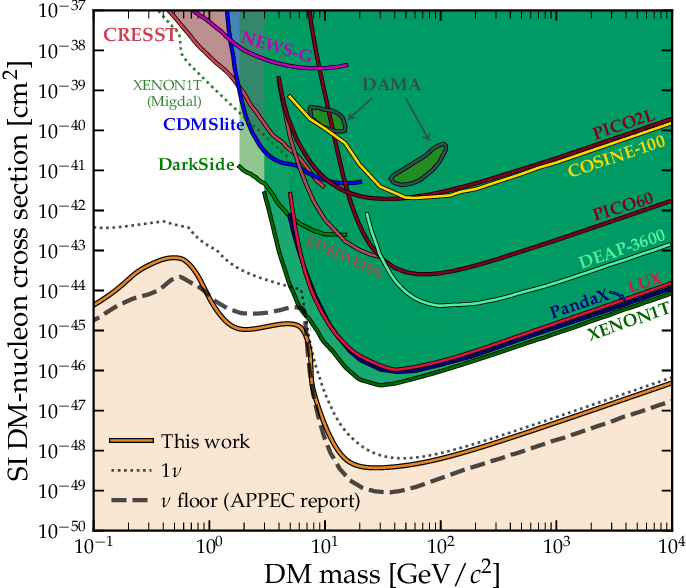 SI DM-nucleon cross section [cm²]
10⁻³⁷
10⁻³⁸
10⁻³⁹
10⁻⁴⁰
10⁻⁴¹
10⁻⁴²
10⁻⁴³
10⁻⁴⁴
10⁻⁴⁵
10⁻⁴⁶
10⁻⁴⁷
10⁻⁴⁸
10⁻⁴⁹
10⁻⁵⁰
CRESST
NEWS-G
XENON1T
(Migdal)
DAMA
CDMSlite
DarkSide
PICO2L
COSINE-100
EDELWEISS
PICO60
DEAP-3600
LUX
PandaX
XENON1T
This work
1ν
ν floor (APPEC report)
10⁻¹
10⁰
10¹
10²
10³
10⁴
DM mass [GeV/c²]